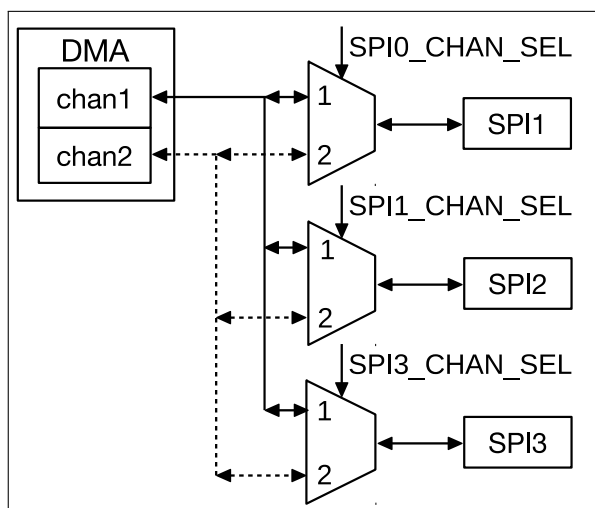 DMA
chan1
chan2
SPI0_CHAN_SEL
1
2
SPI1
SPI1_CHAN_SEL
1
2
SPI2
SPI3_CHAN_SEL
1
2
SPI3